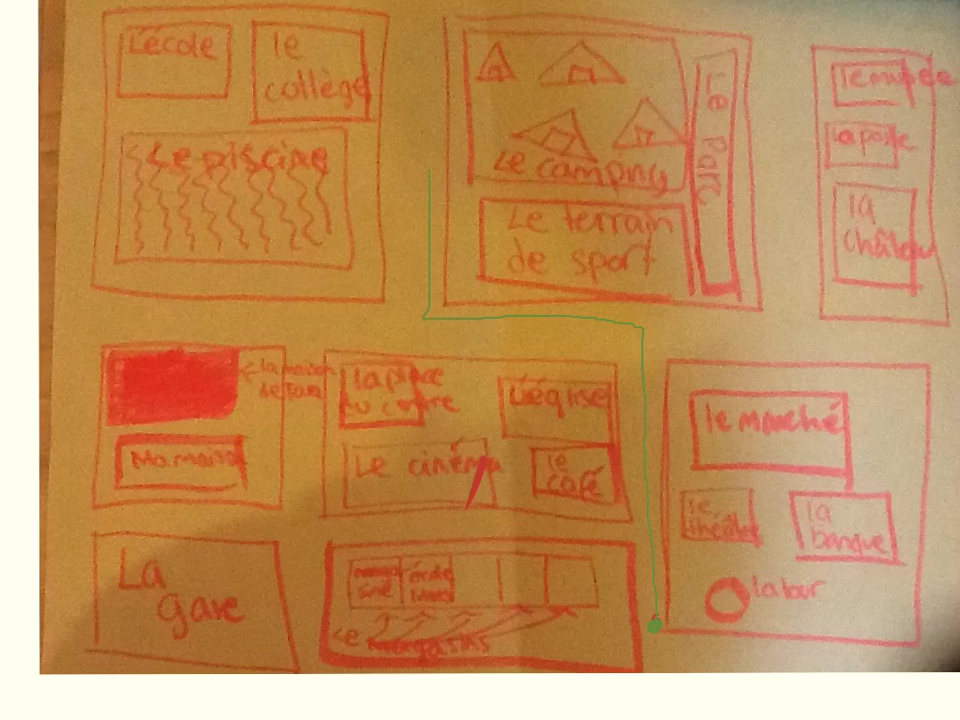 L'école
le
collège
Le piscine
Le camping
Le Parc
Le terrain
de sport
le musée
la poste
la
château
la maison
de
Ma maison
la place
du
L'église
Le cinéma
le
café
le marché
le
théâtre
la
banque
la tour
La
gare
Le
magasins